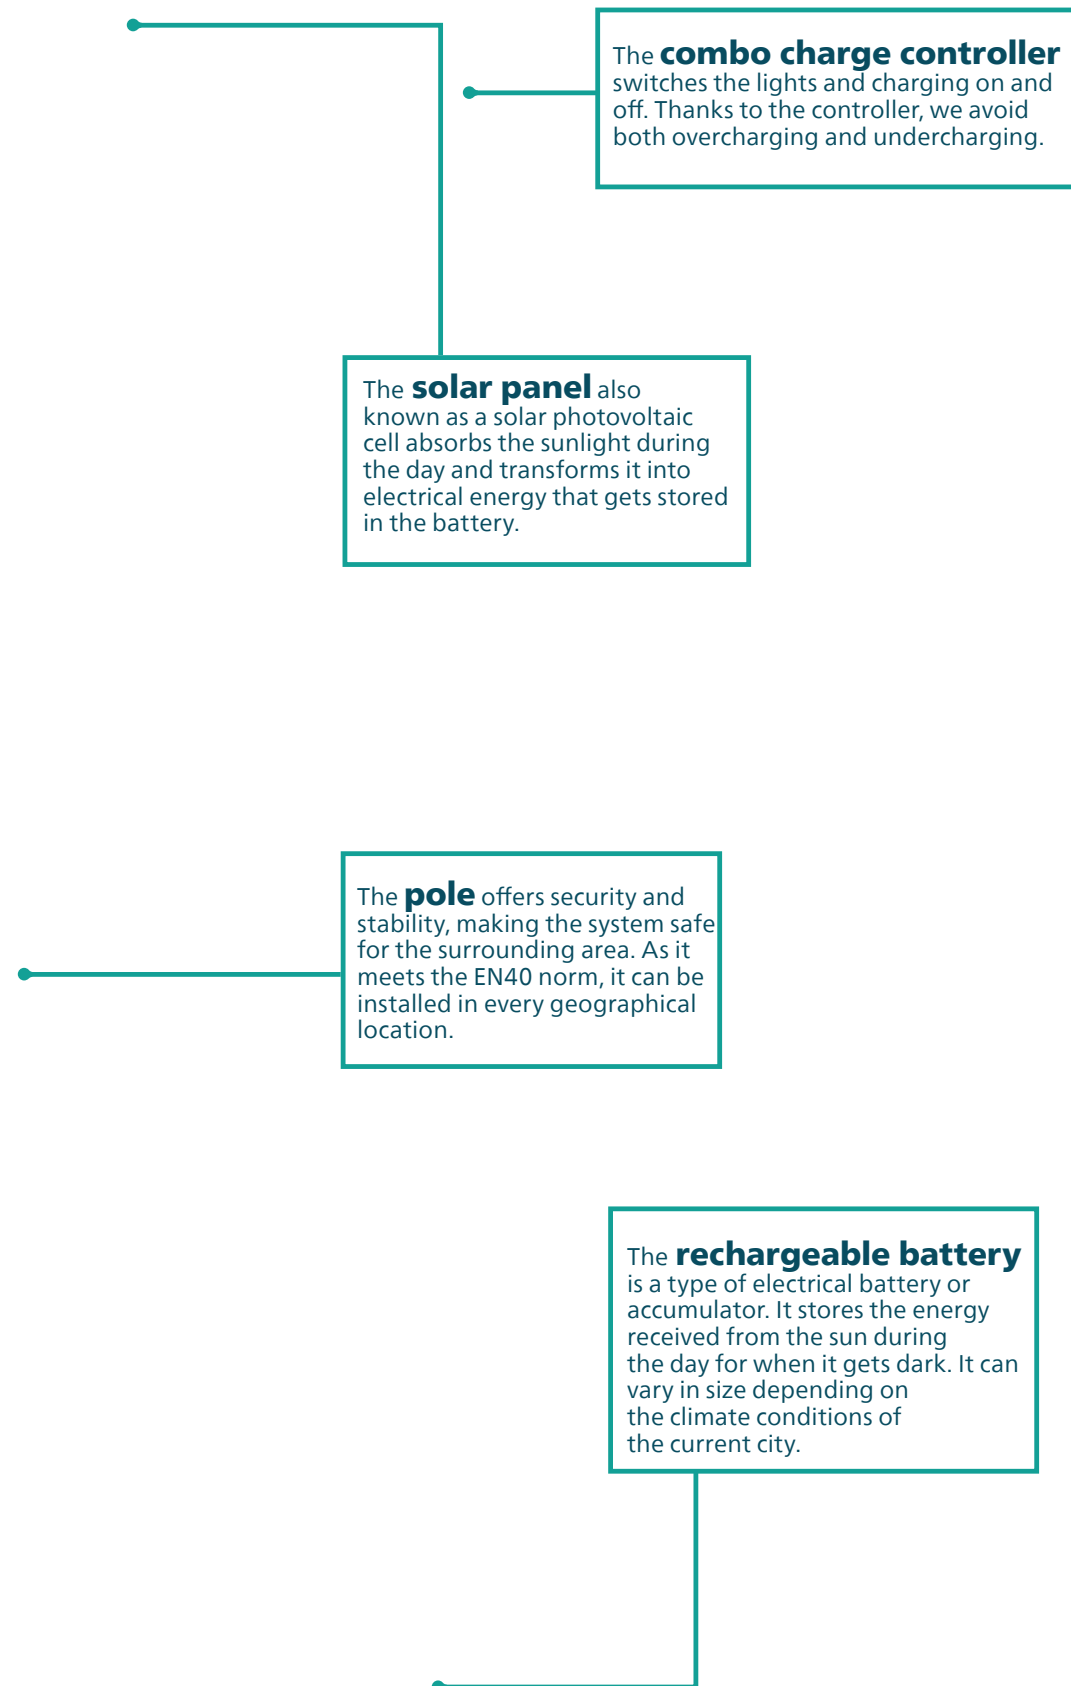 The combo charge controller
switches the lights and charging on and
off. Thanks to the controller, we avoid
both overcharging and undercharging.
The solar panel also
known as a solar photovoltaic
cell absorbs the sunlight during
the day and transforms it into
electrical energy that gets stored
in the battery.
The pole offers security and
stability, making the system safe
for the surrounding area. As it
meets the EN40 norm, it can be
installed in every geographical
location.
The rechargeable battery
is a type of electrical battery or
accumulator. It stores the energy
received from the sun during
the day for when it gets dark. It can
vary in size depending on
the climate conditions of
the current city.